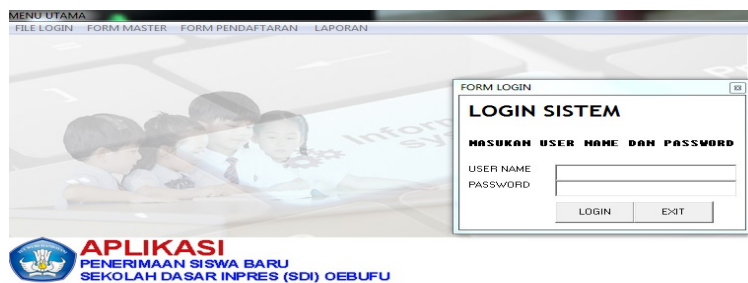 MENU UTAMA
FILE LOGIN FORM MASTER FORM PENDAFTARAN LAPORAN
FORM LOGIN
LOGIN SISTEM
MASUKAN USER NAME DAN PASSWORD
USER NAME
PASSWORD
LOGIN EXIT
APLIKASI
PENERIMAAN SISWA BARU
SEKOLAH DASAR INPRES (SDI) OEBUFU